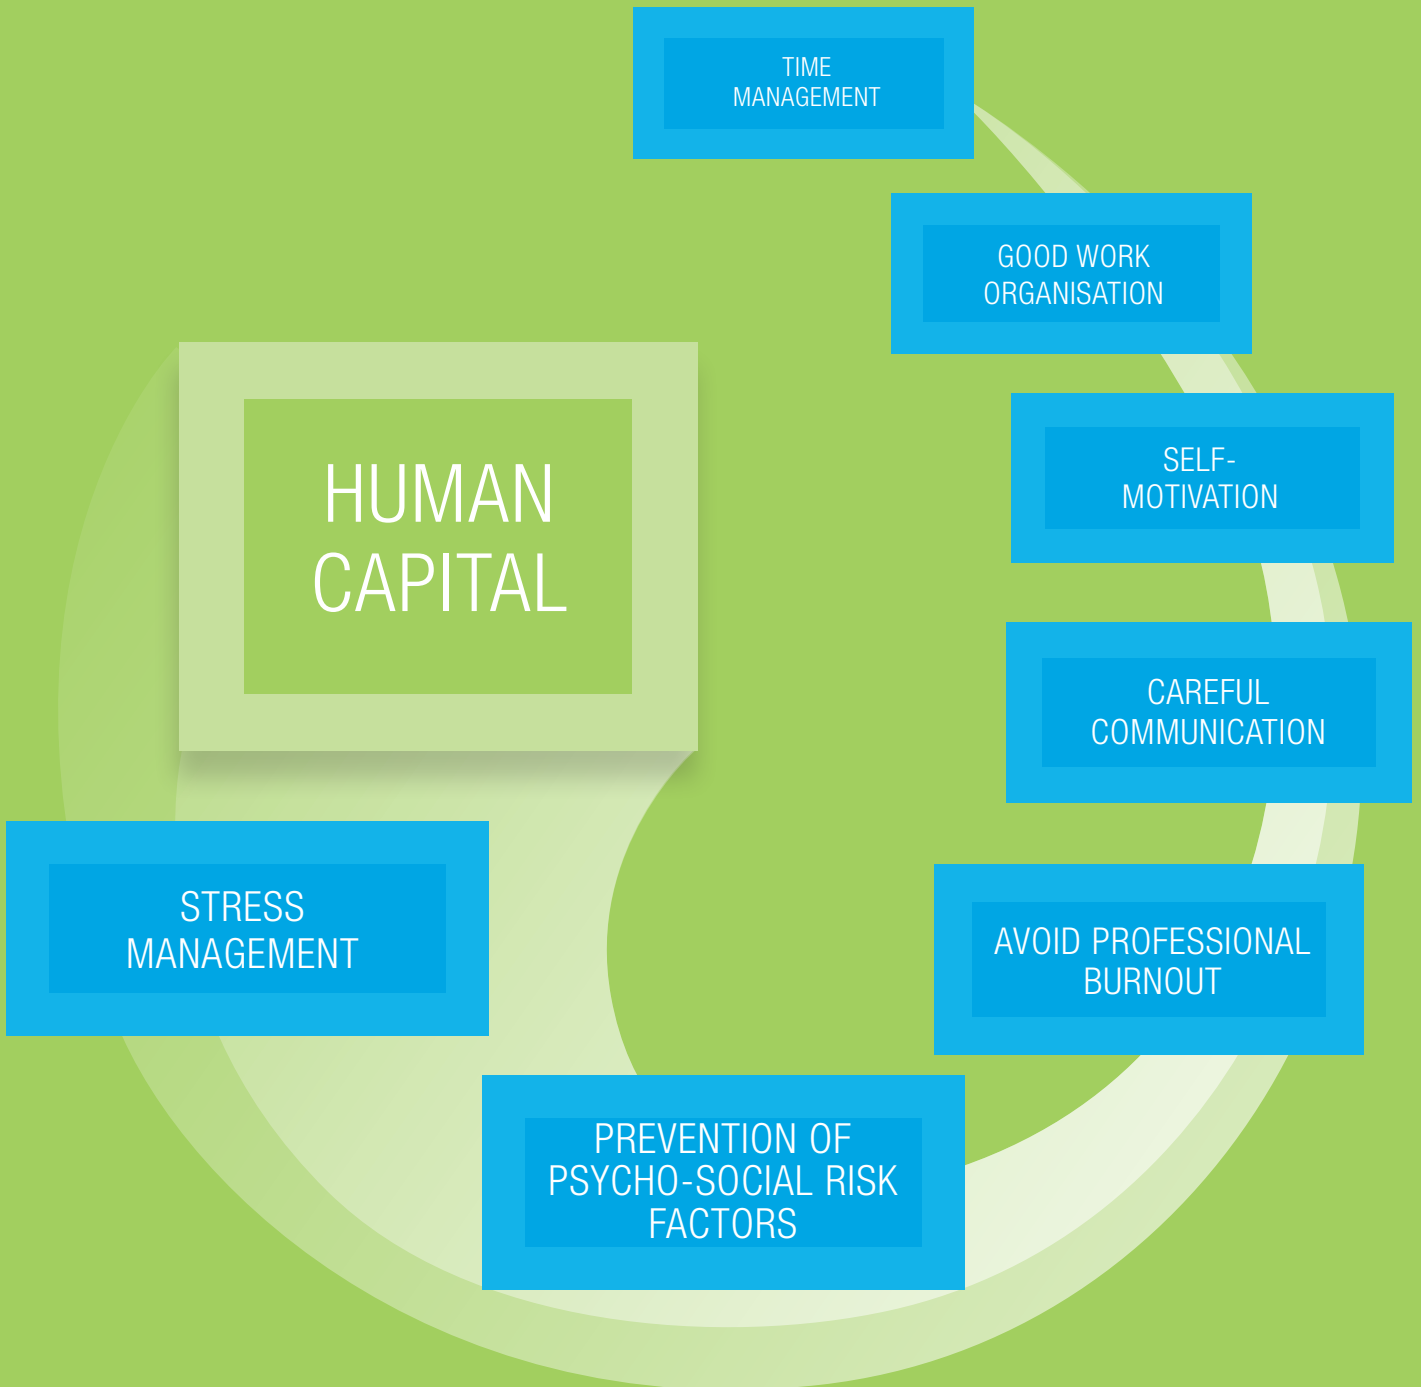 TIME
MANAGEMENT
GOOD WORK
ORGANISATION
SELF-
MOTIVATION
HUMAN
CAPITAL
CAREFUL
COMMUNICATION
STRESS
MANAGEMENT
AVOID PROFESSIONAL
BURNOUT
PREVENTION OF
PSYCHO-SOCIAL RISK
FACTORS